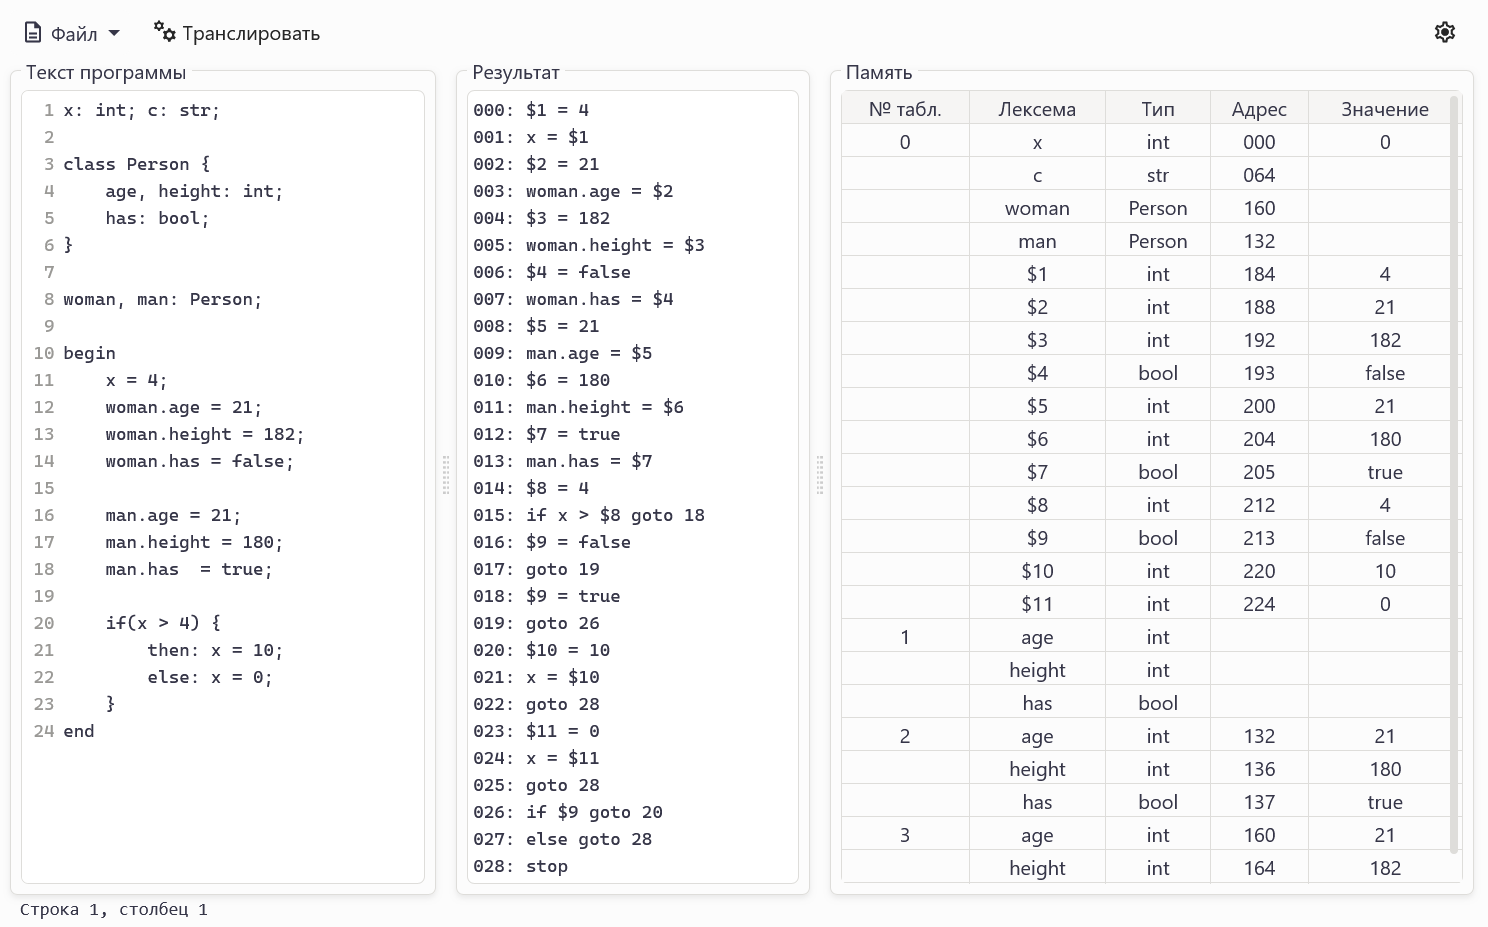 Файл
Транслировать
Текст программы
1 x: int; c: str;
2
3 class Person {
4     age, height: int;
5     has: bool;
6 }
7
8 woman, man: Person;
9
10 begin
11     x = 4;
12     woman.age = 21;
13     woman.height = 182;
14     woman.has = false;
15
16     man.age = 21;
17     man.height = 180;
18     man.has  = true;
19
20     if(x > 4) {
21         then: x = 10;
22         else: x = 0;
23     }
24 end
Результат
000: $1 = 4
001: x = $1
002: $2 = 21
003: woman.age = $2
004: $3 = 182
005: woman.height = $3
006: $4 = false
007: woman.has = $4
008: $5 = 21
009: man.age = $5
010: $6 = 180
011: man.height = $6
012: $7 = true
013: man.has = $7
014: $8 = 4
015: if x > $8 goto 18
016: $9 = false
017: goto 19
018: $9 = true
019: goto 26
020: $10 = 10
021: x = $10
022: goto 28
023: $11 = 0
024: x = $11
025: goto 28
026: if $9 goto 20
027: else goto 28
028: stop
Память
№ табл. Лексема Тип Адрес Значение
0 x int 000 0
c str 064
woman Person 160
man Person 132
$1 int 184 4
$2 int 188 21
$3 int 192 182
$4 bool 193 false
$5 int 200 21
$6 int 204 180
$7 bool 205 true
$8 int 212 4
$9 bool 213 false
$10 int 220 10
$11 int 224 0
1 age int
height int
has bool
2 age int 132 21
height int 136 180
has bool 137 true
3 age int 160 21
height int 164 182
Строка 1, столбец 1